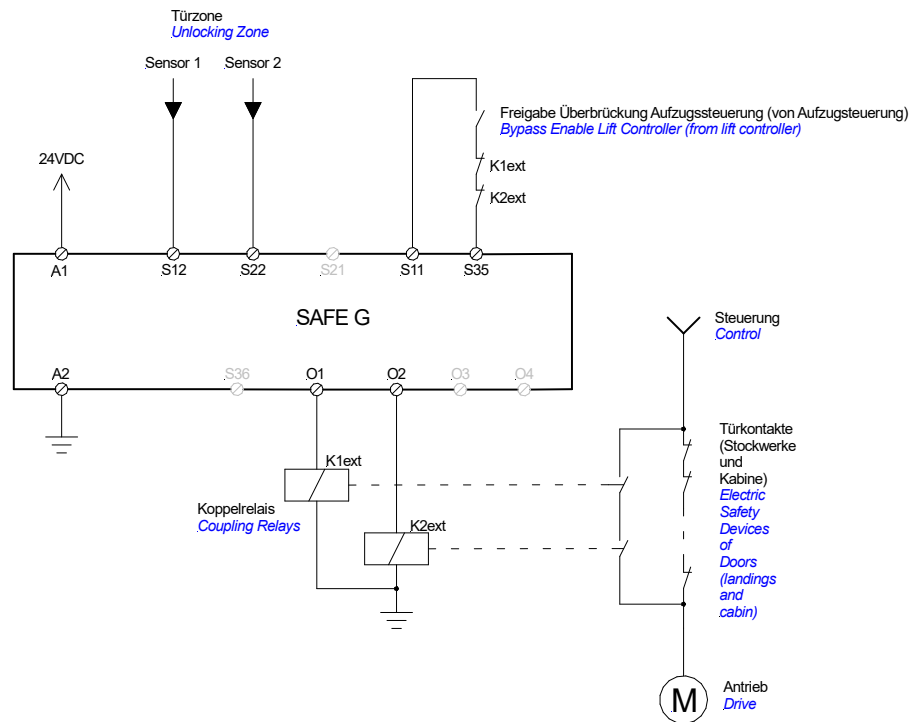 Türzone
Unlocking Zone
Sensor 1
Sensor 2
Freigabe Überbrückung Aufzugssteuerung (von Aufzugsteuerung)
Bypass Enable Lift Controller (from lift controller)
24VDC
K1ext
K2ext
A1
S12
S22
S21
S11
S35
SAFE G
Steuerung
Control
A2
S36
O1
O2
O3
O4
Türkontakte
(Stockwerke
und
Kabine)
Electric
Safety
Devices
of
Doors
(landings
and
cabin)
K1ext
Koppelrelais
Coupling Relays
K2ext
M
Antrieb
Drive